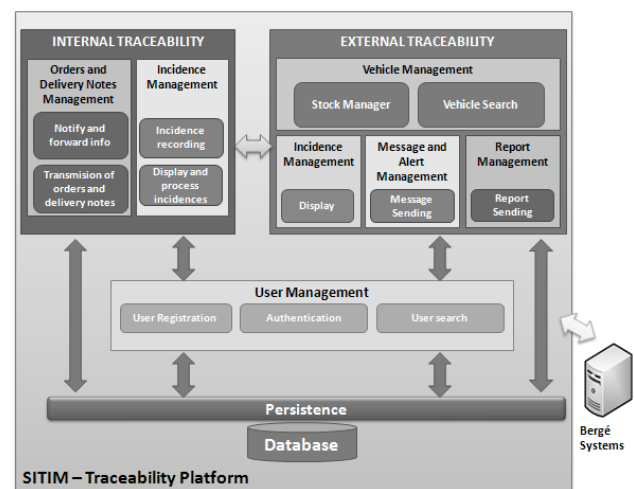 INTERNAL TRACEABILITY
Orders and
Delivery Notes
Management
Notify and
forward info
Transmision of
orders and
delivery notes
Incidence
Management
Incidence
recording
Display and
process
incidences
EXTERNAL TRACEABILITY
Vehicle Management
Stock Manager
Vehicle Search
Incidence
Management
Display
Message and
Alert
Management
Message
Sending
Report
Management
Report
Sending
User Management
User Registration
Authentication
User search
Persistence
Database
Bergé
Systems
SITIM – Traceability Platform